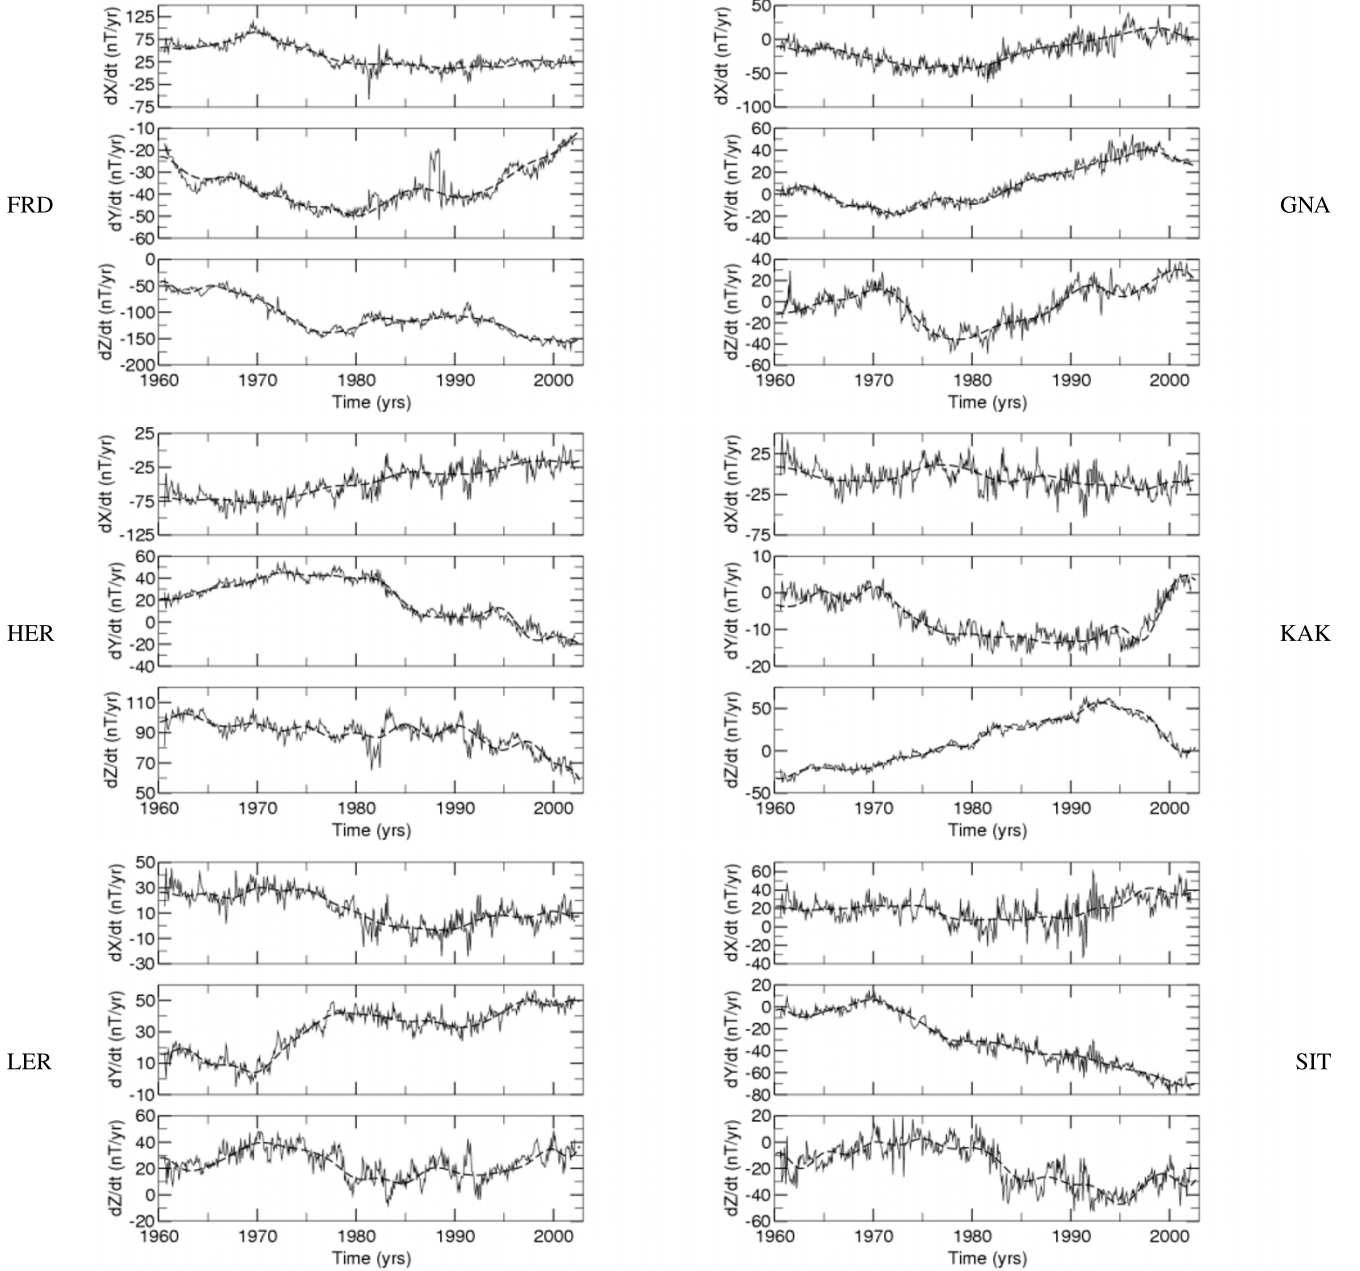 FRD
dX/dt (nT/yr)
125
75
25
-25
-75
dY/dt (nT/yr)
-10
-20
-30
-40
-50
-60
dZ/dt (nT/yr)
0
-50
-100
-150
-200
1960 1970 1980 1990 2000
Time (yrs)
GNA
dX/dt (nT/yr)
50
0
-50
-100
dY/dt (nT/yr)
60
40
20
0
-20
-40
dZ/dt (nT/yr)
40
20
0
-20
-40
-60
1960 1970 1980 1990 2000
Time (yrs)
HER
dX/dt (nT/yr)
25
-25
-75
-125
dY/dt (nT/yr)
60
40
20
0
-20
-40
dZ/dt (nT/yr)
110
90
70
50
1960 1970 1980 1990 2000
Time (yrs)
KAK
dX/dt (nT/yr)
25
-25
-75
dY/dt (nT/yr)
10
0
-10
-20
dZ/dt (nT/yr)
50
0
-50
1960 1970 1980 1990 2000
Time (yrs)
LER
dX/dt (nT/yr)
50
30
10
-10
-30
dY/dt (nT/yr)
50
30
10
-10
dZ/dt (nT/yr)
60
40
20
0
-20
1960 1970 1980 1990 2000
Time (yrs)
SIT
dX/dt (nT/yr)
60
40
20
0
-20
-40
dY/dt (nT/yr)
20
0
-20
-40
-60
-80
dZ/dt (nT/yr)
20
0
-20
-40
-60
1960 1970 1980 1990 2000
Time (yrs)